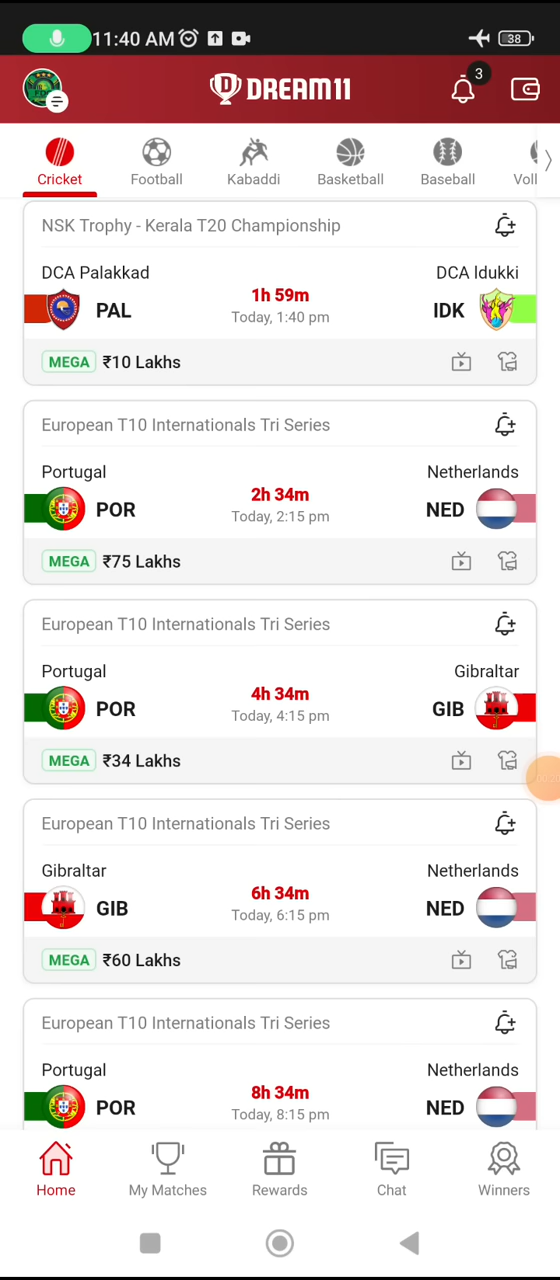 11:40 AM
38
DREAM11
3
Cricket
Football
Kabaddi
Basketball
Baseball
Voll
NSK Trophy - Kerala T20 Championship
DCA Palakkad
DCA Idukki
PAL
1h 59m
IDK
Today, 1:40 pm
MEGA ₹10 Lakhs
European T10 Internationals Tri Series
Portugal
Netherlands
POR
2h 34m
NED
Today, 2:15 pm
MEGA ₹75 Lakhs
European T10 Internationals Tri Series
Portugal
Gibraltar
POR
4h 34m
GIB
Today, 4:15 pm
MEGA ₹34 Lakhs
European T10 Internationals Tri Series
Gibraltar
Netherlands
GIB
6h 34m
NED
Today, 6:15 pm
MEGA ₹60 Lakhs
European T10 Internationals Tri Series
Portugal
Netherlands
POR
8h 34m
NED
Today, 8:15 pm
Home
My Matches
Rewards
Chat
Winners